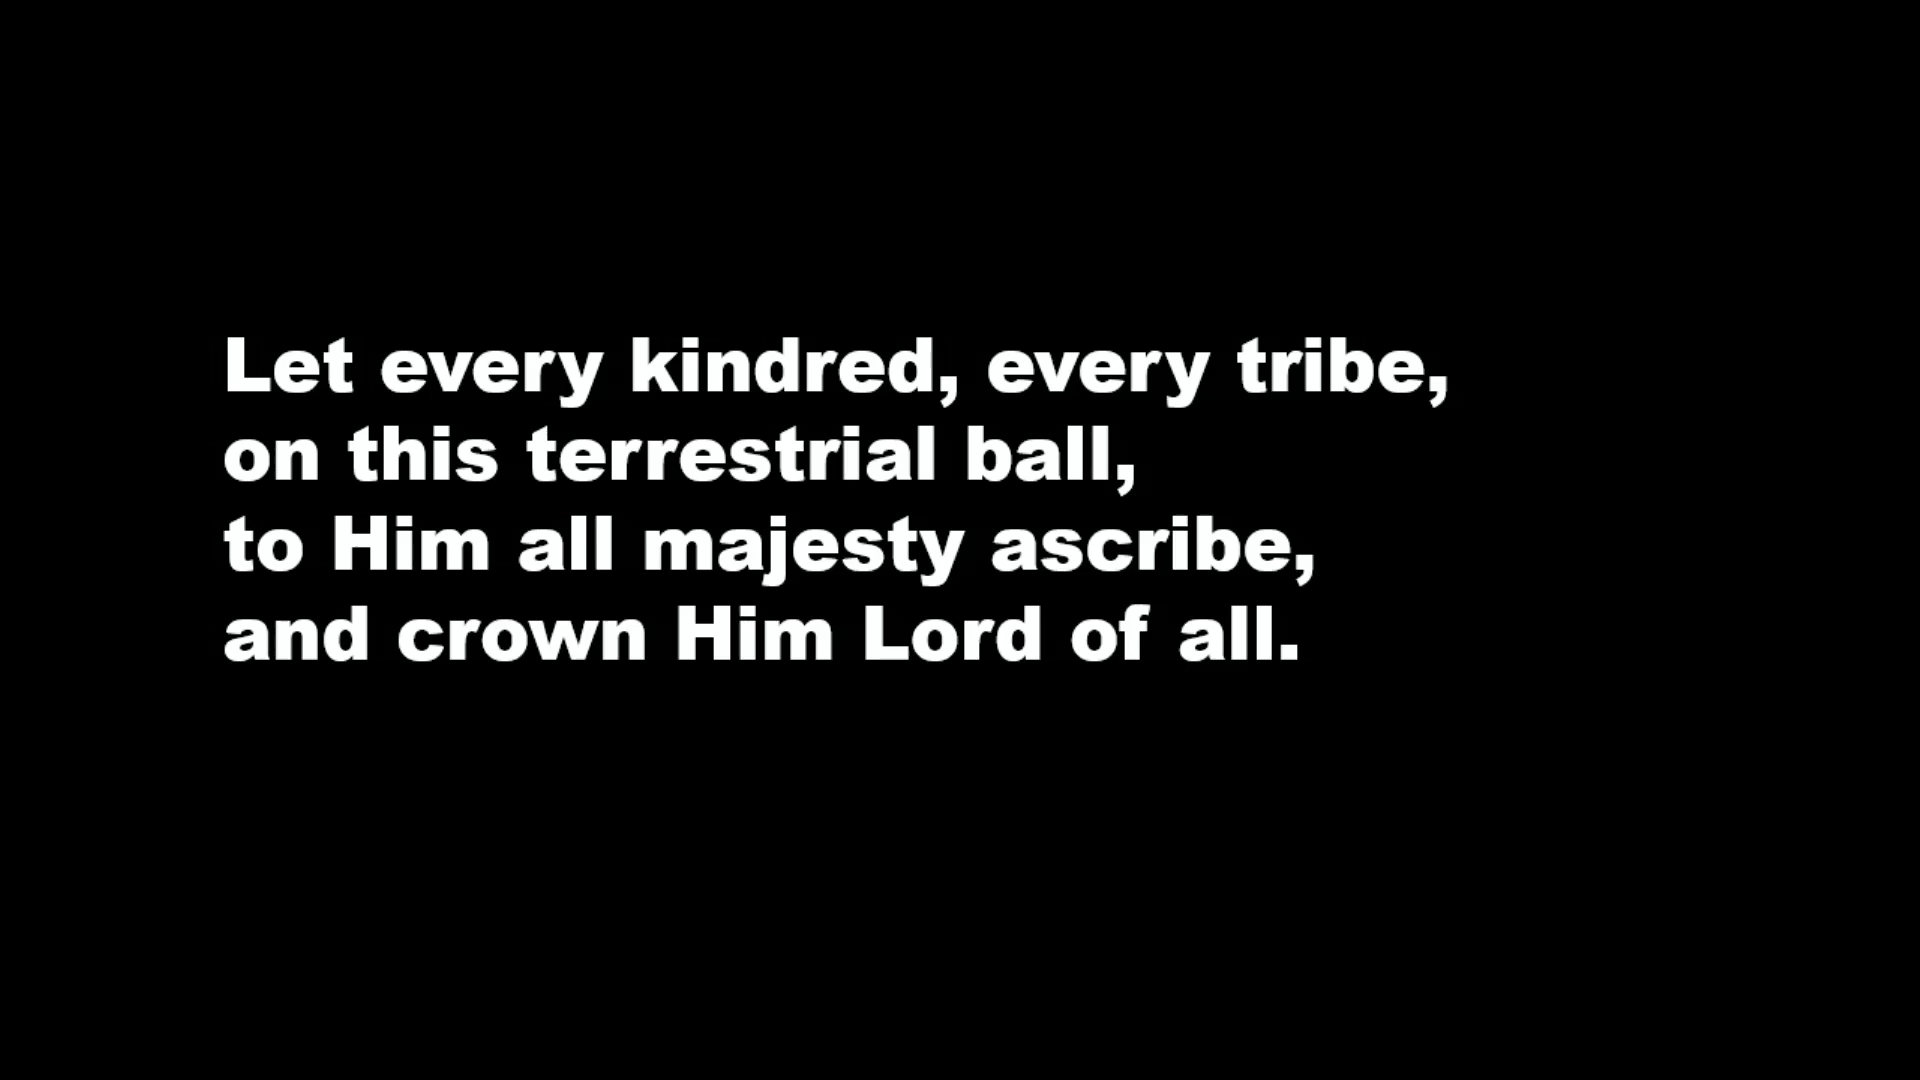 Let every kindred, every tribe,
on this terrestrial ball,
to Him all majesty ascribe,
and crown Him Lord of all.